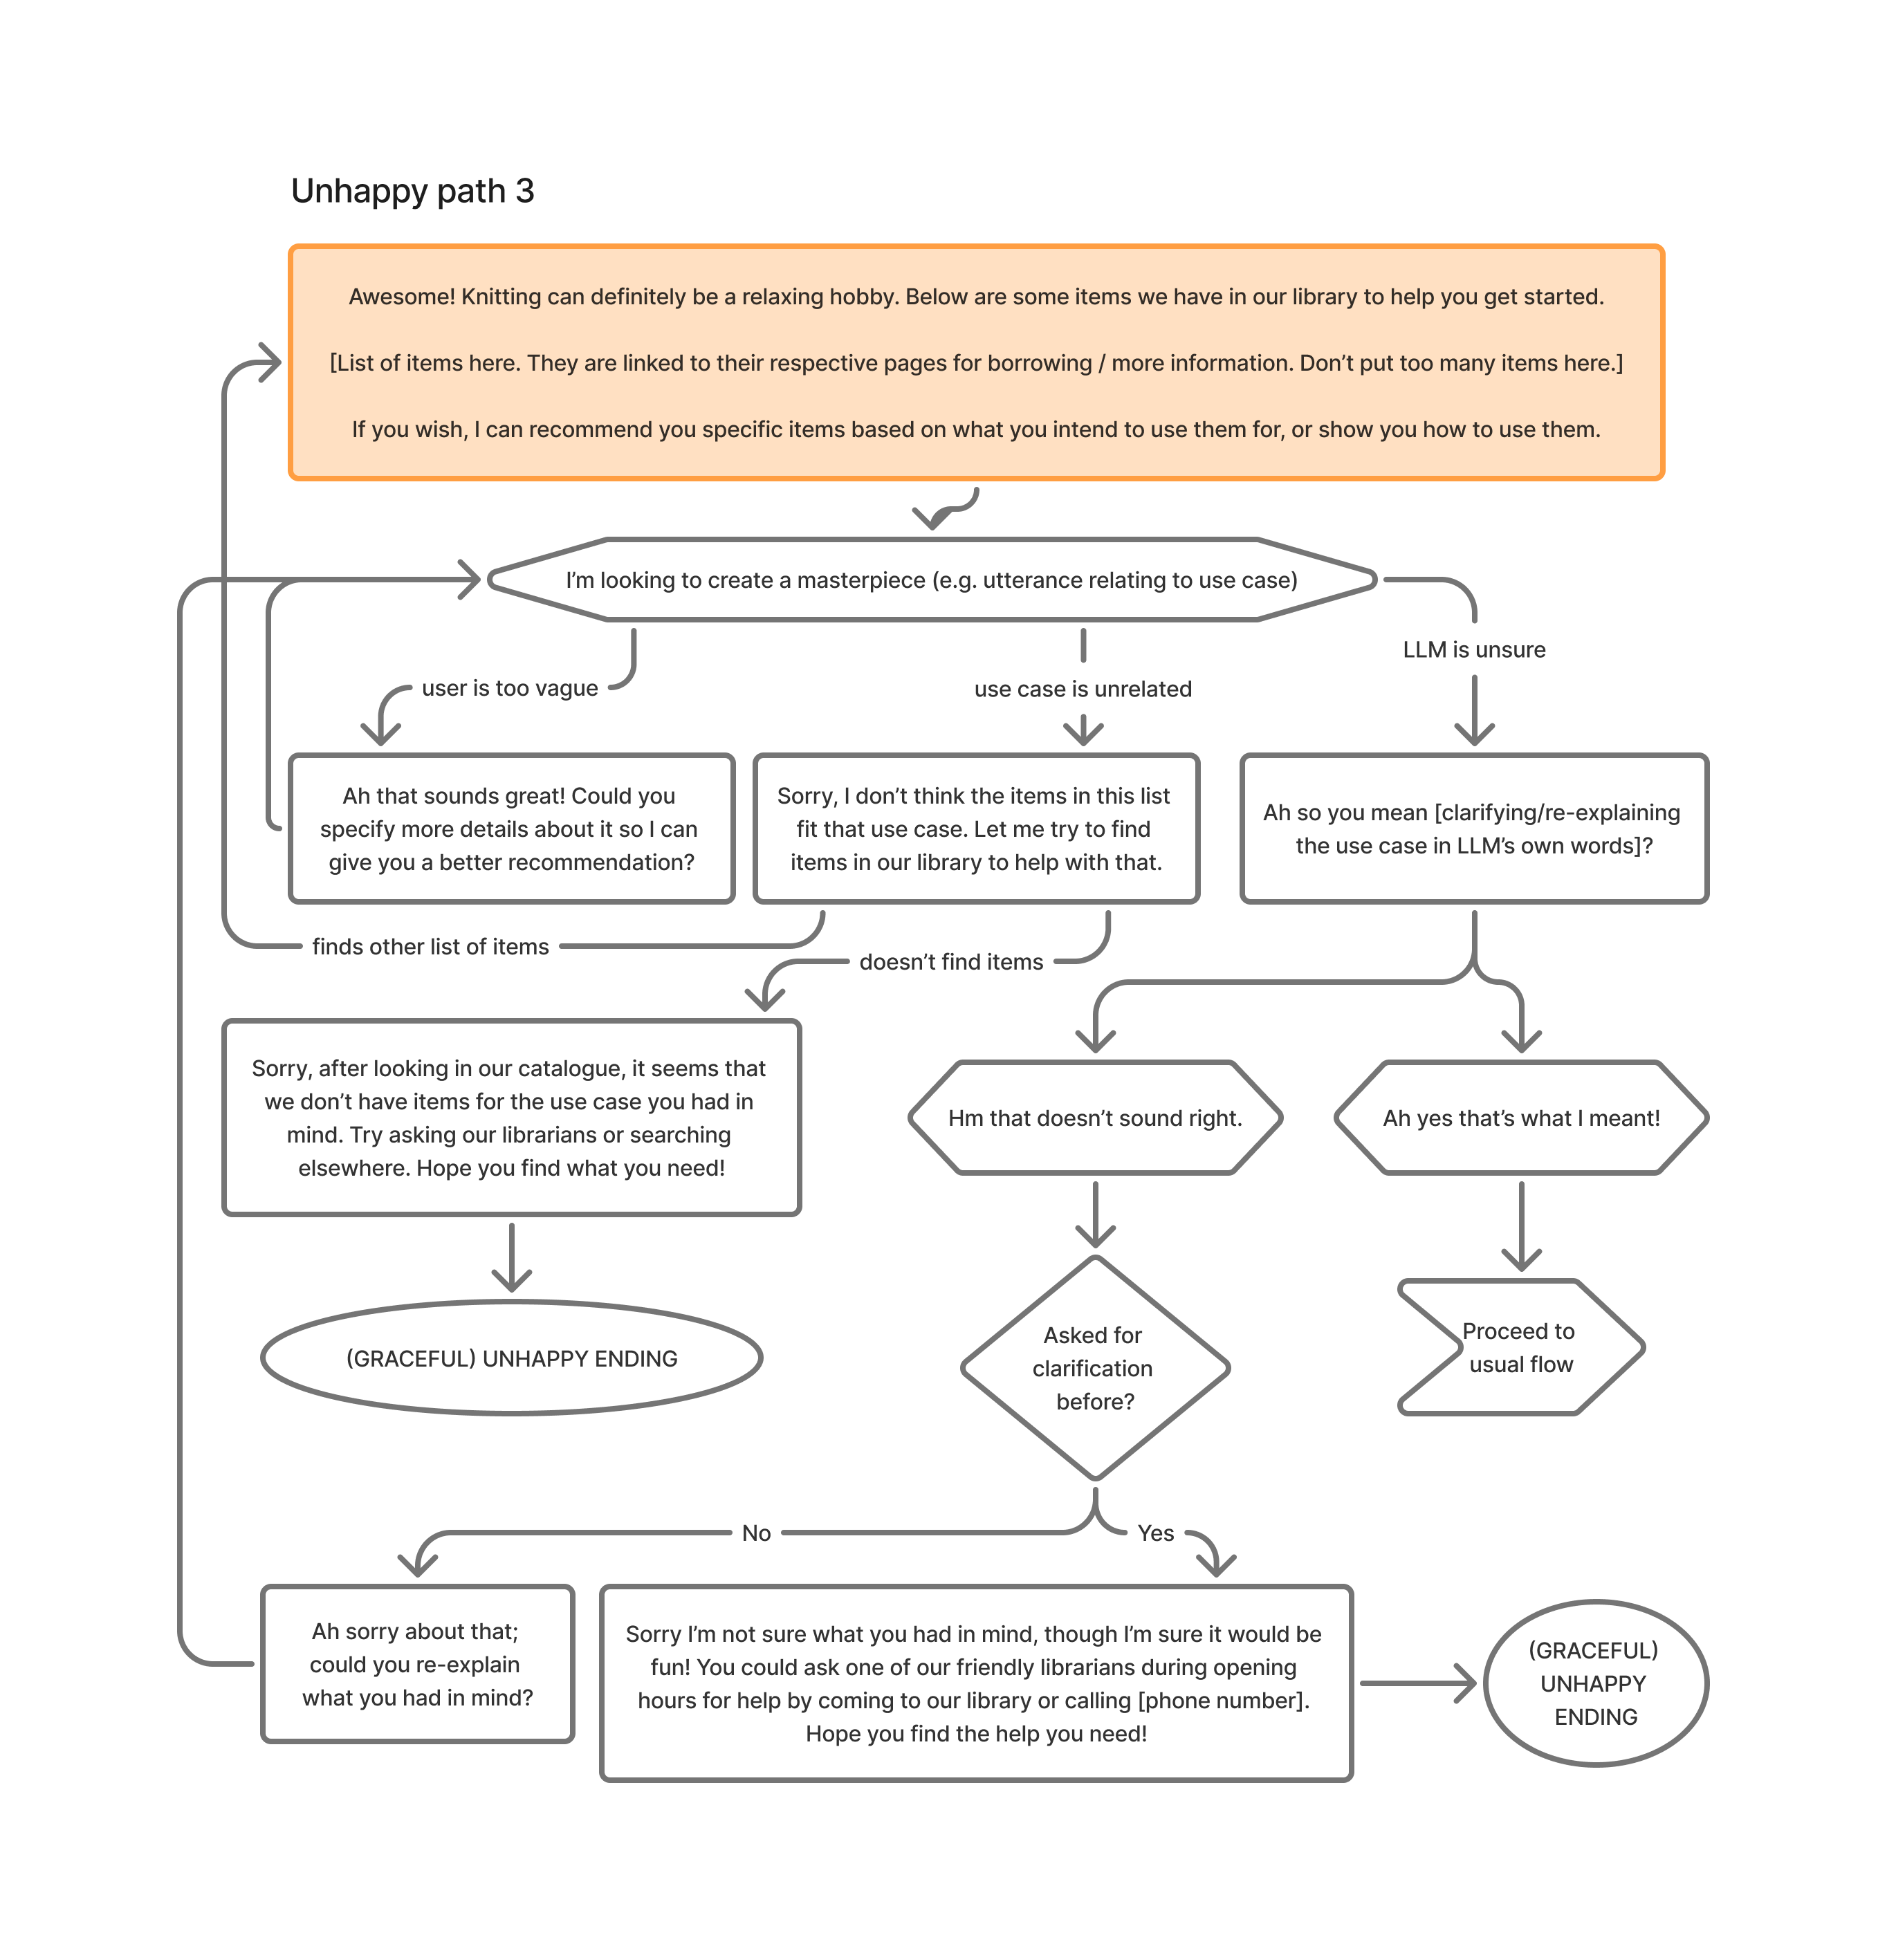 Unhappy path 3
Awesome! Knitting can definitely be a relaxing hobby. Below are some items we have in our library to help you get started.
[List of items here. They are linked to their respective pages for borrowing / more information. Don’t put too many items here.]
If you wish, I can recommend you specific items based on what you intend to use them for, or show you how to use them.
I’m looking to create a masterpiece (e.g. utterance relating to use case)
LLM is unsure
user is too vague
use case is unrelated
Ah that sounds great! Could you
specify more details about it so I can
give you a better recommendation?
Sorry, I don’t think the items in this list
fit that use case. Let me try to find
items in our library to help with that.
Ah so you mean [clarifying/re-explaining
the use case in LLM’s own words]?
finds other list of items
doesn’t find items
Sorry, after looking in our catalogue, it seems that
we don’t have items for the use case you had in
mind. Try asking our librarians or searching
elsewhere. Hope you find what you need!
Hm that doesn’t sound right.
Ah yes that’s what I meant!
(GRACEFUL) UNHAPPY ENDING
Asked for
clarification
before?
Proceed to
usual flow
No
Yes
Ah sorry about that;
could you re-explain
what you had in mind?
Sorry I’m not sure what you had in mind, though I’m sure it would be
fun! You could ask one of our friendly librarians during opening
hours for help by coming to our library or calling [phone number].
Hope you find the help you need!
(GRACEFUL)
UNHAPPY
ENDING